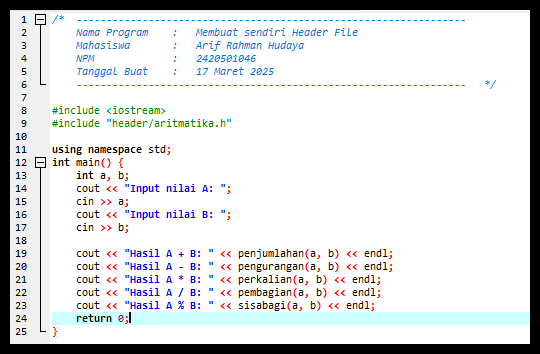 1 /* -----------------------------------------------------------------
2 Nama Program : Membuat sendiri Header File
3 Mahasiswa : Arif Rahman Hudaya
4 NPM : 2420501046
5 Tanggal Buat : 17 Maret 2025
6 ----------------------------------------------------------------- */
7
8 #include <iostream>
9 #include "header/aritmatika.h"
10
11 using namespace std;
12 int main() {
13 int a, b;
14 cout << "Input nilai A: ";
15 cin >> a;
16 cout << "Input nilai B: ";
17 cin >> b;
18
19 cout << "Hasil A + B: " << penjumlahan(a, b) << endl;
20 cout << "Hasil A - B: " << pengurangan(a, b) << endl;
21 cout << "Hasil A * B: " << perkalian(a, b) << endl;
22 cout << "Hasil A / B: " << pembagian(a, b) << endl;
23 cout << "Hasil A % B: " << sisabagi(a, b) << endl;
24 return 0;
25 }